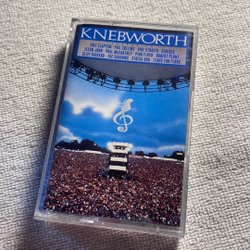 KNEBWORTH
ERIC CLAPTON PHIL COLLINS DIRE STRAITS GENESIS
ELTON JOHN PAUL McCARTNEY PINK FLOYD ROBERT PLANT
CLIFF RICHARD THE SHADOWS STATUS QUO TEARS FOR FEARS